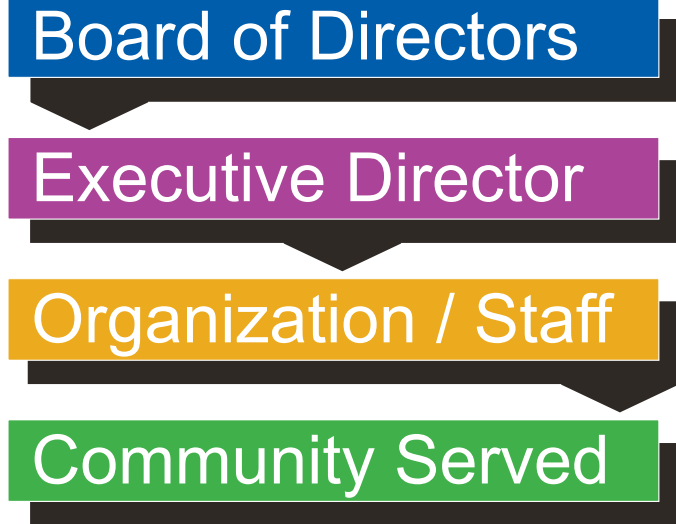 Board of Directors
Executive Director
Organization / Staff
Community Served